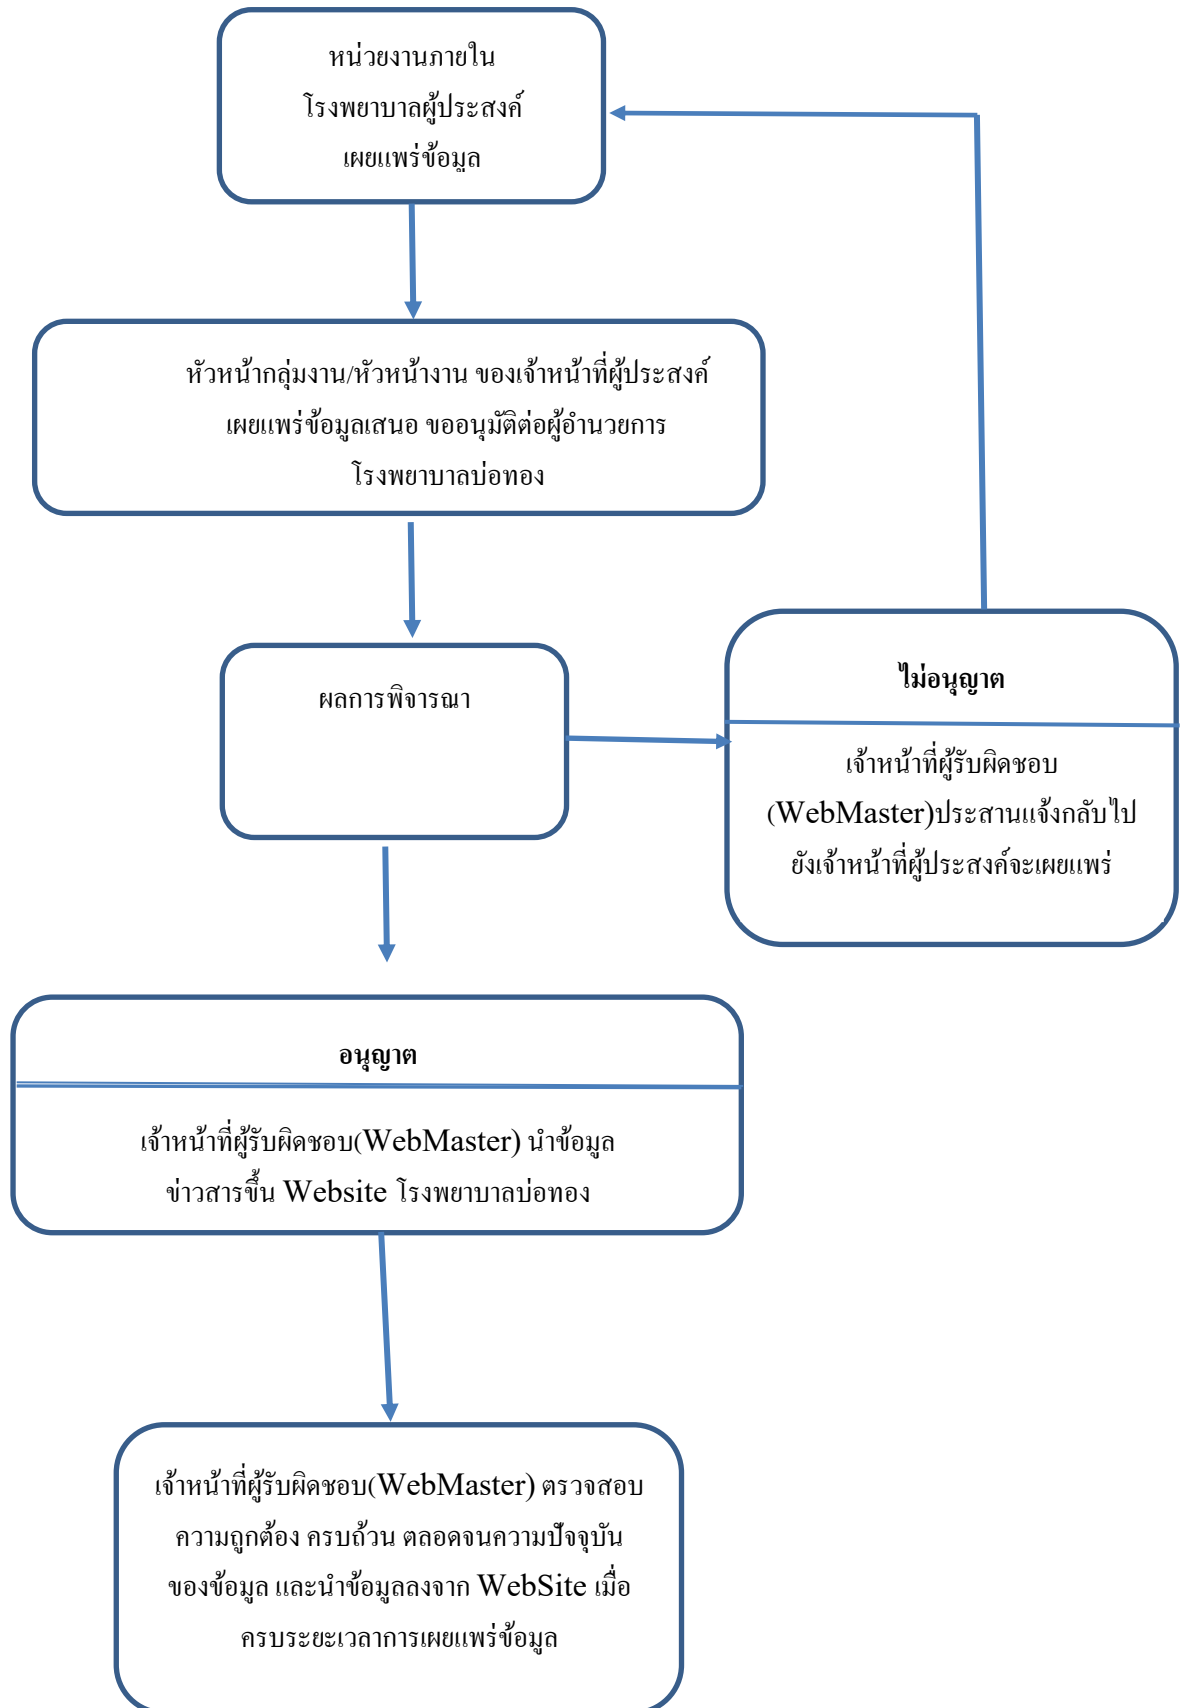 หน่วยงานภายใน
โรงพยาบาลผู้ประสงค์
เผยแพร่ข้อมูล
หัวหน้ากลุ่มงาน/หัวหน้างาน ของเจ้าหน้าที่ผู้ประสงค์
เผยแพร่ข้อมูลเสนอ ขออนุมัติต่อผู้อำนวยการ
โรงพยาบาลบ่อทอง
ผลการพิจารณา
ไม่อนุญาต
เจ้าหน้าที่ผู้รับผิดชอบ
(WebMaster)ประสานแจ้งกลับไป
ยังเจ้าหน้าที่ผู้ประสงค์จะเผยแพร่
อนุญาต
เจ้าหน้าที่ผู้รับผิดชอบ(WebMaster) นำข้อมูล
ข่าวสารขึ้น Website โรงพยาบาลบ่อทอง
เจ้าหน้าที่ผู้รับผิดชอบ(WebMaster) ตรวจสอบ
ความถูกต้อง ครบถ้วน ตลอดจนความปัจจุบัน
ของข้อมูล และนำข้อมูลลงจาก WebSite เมื่อ
ครบระยะเวลาการเผยแพร่ข้อมูล